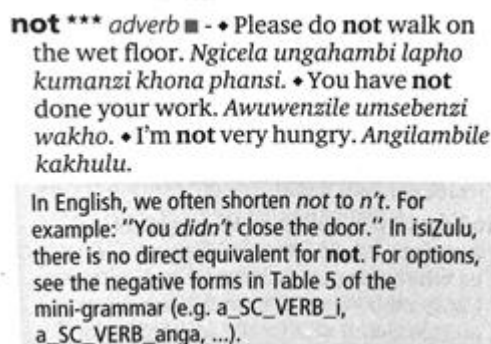 not *** adverb ■ - ◆ Please do not walk on
the wet floor. Ngicela ungahambi lapho
kumanzi khona phansi. ◆ You have not
done your work. Awuwenzile umsebenzi
wakho. ◆ I'm not very hungry. Angilambile
kakhulu.
In English, we often shorten not to n't. For
example: "You didn't close the door." In isiZulu,
there is no direct equivalent for not. For options,
see the negative forms in Table 5 of the
mini-grammar (e.g. a_SC_VERB_i,
a_SC_VERB_anga, ...).